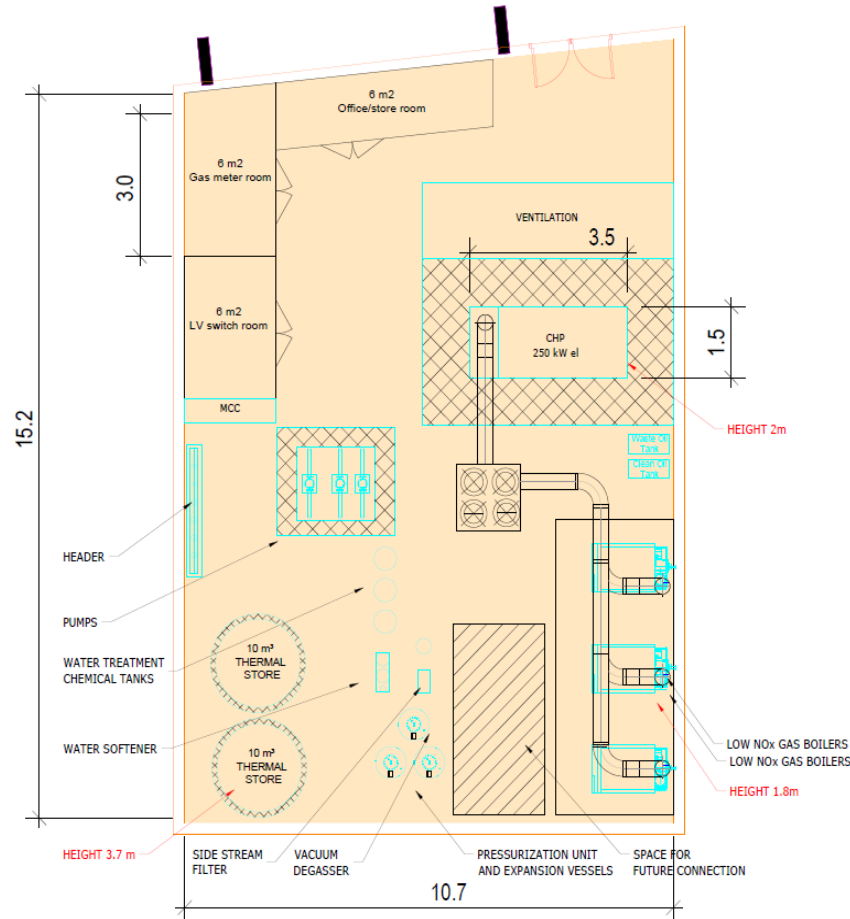 6 m2
Office/store room
6 m2
Gas meter room
3.0
VENTILATION
3.5
6 m2
LV switch room
CHP
250 kW el
1.5
15.2
MCC
HEIGHT 2m
Waste Oil
Tank
Clean Oil
Tank
HEADER
PUMPS
10 m³
THERMAL
STORE
WATER TREATMENT
CHEMICAL TANKS
WATER SOFTENER
10 m³
THERMAL
STORE
LOW NOx GAS BOILERS
LOW NOx GAS BOILERS
HEIGHT 1.8m
HEIGHT 3.7 m
SIDE STREAM
FILTER
VACUUM
DEGASSER
PRESSURIZATION UNIT
AND EXPANSION VESSELS
SPACE FOR
FUTURE CONNECTION
10.7